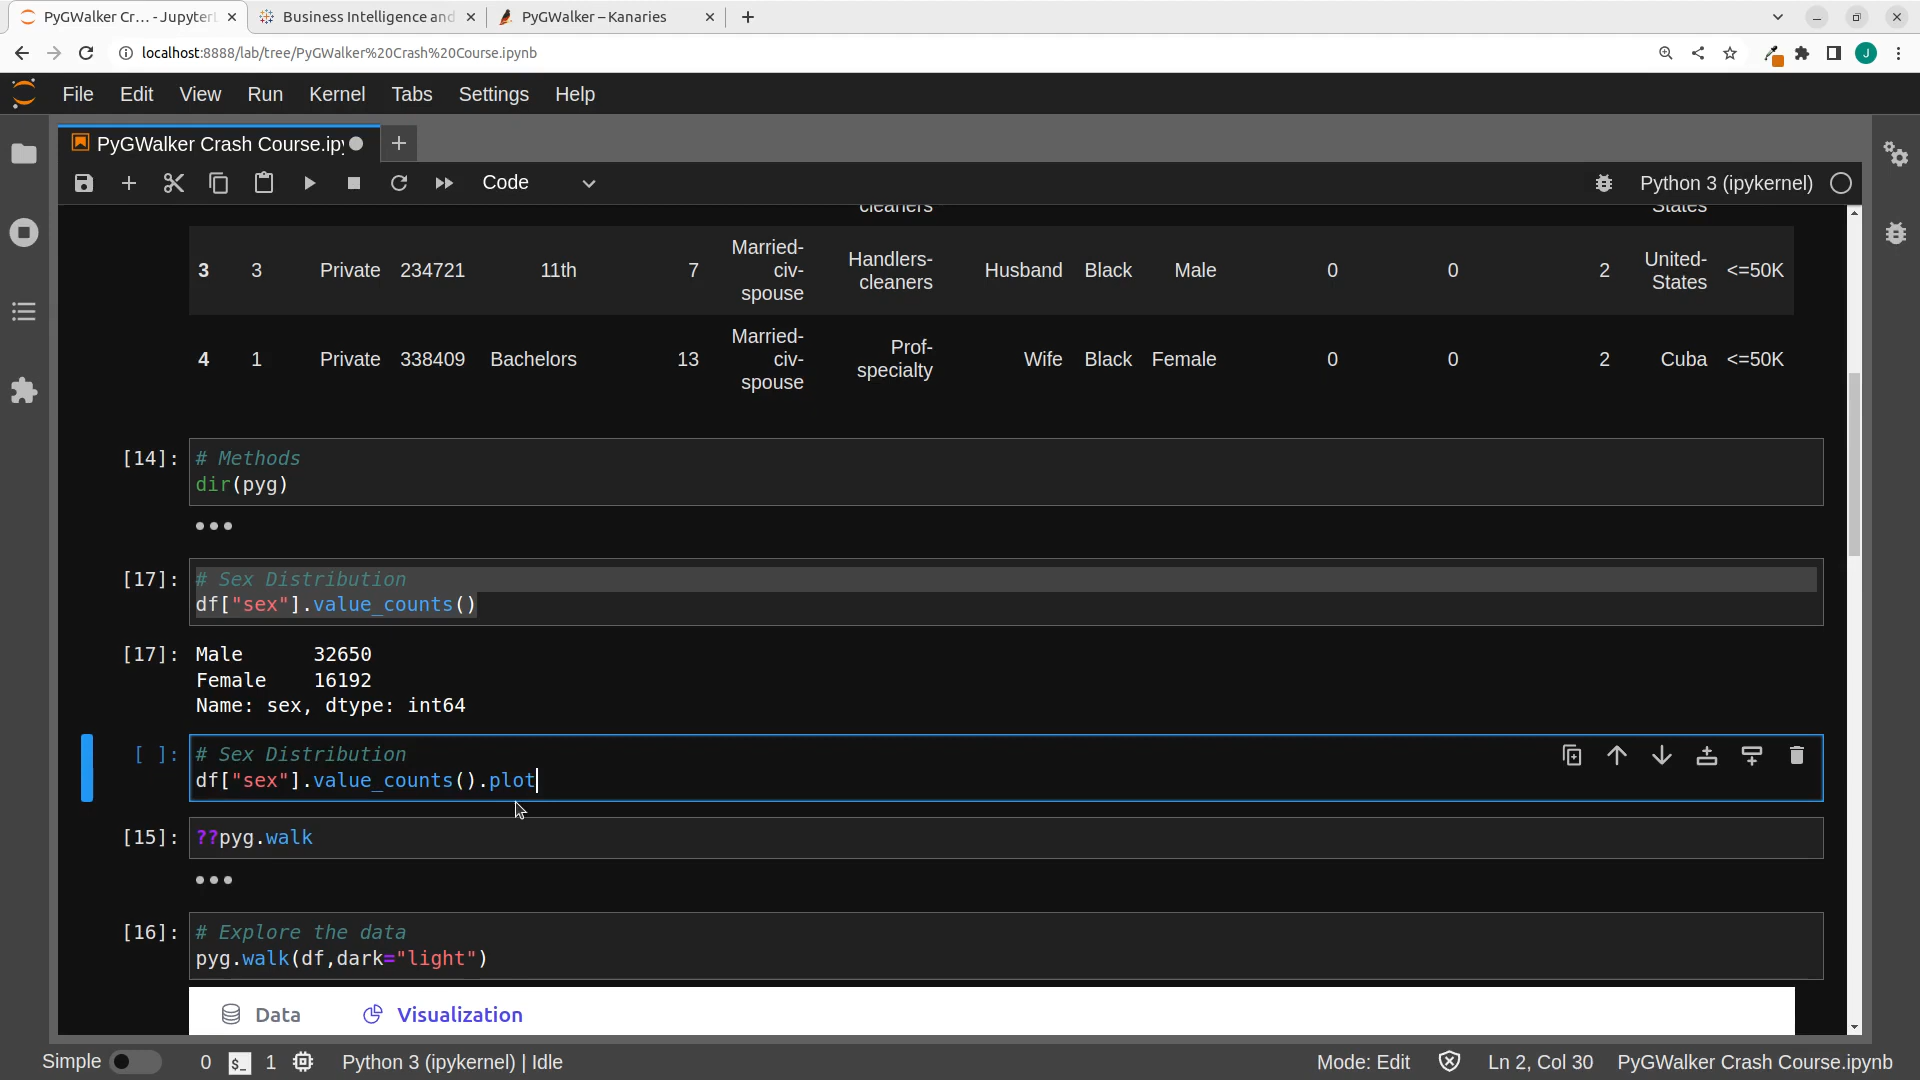 PyGWalker Cr… - JupyterL
Business Intelligence and
PyGWalker – Kanaries
localhost:8888/lab/tree/PyGWalker%20Crash%20Course.ipynb
J
File Edit View Run Kernel Tabs Settings Help
PyGWalker Crash Course.ipy
Code
Python 3 (ipykernel)
cleaners States
3 3 Private 234721 11th 7 Married-civ-spouse Handlers-cleaners Husband Black Male 0 0 2 United-States <=50K
4 1 Private 338409 Bachelors 13 Married-civ-spouse Prof-specialty Wife Black Female 0 0 2 Cuba <=50K
[14]: # Methods
dir(pyg)
[17]: # Sex Distribution
df["sex"].value_counts()
[17]: Male 32650
Female 16192
Name: sex, dtype: int64
[ ]: # Sex Distribution
df["sex"].value_counts().plot
[15]: ??pyg.walk
[16]: # Explore the data
pyg.walk(df,dark="light")
Data Visualization
Simple 0 $_ 1 Python 3 (ipykernel) | Idle Mode: Edit Ln 2, Col 30 PyGWalker Crash Course.ipynb